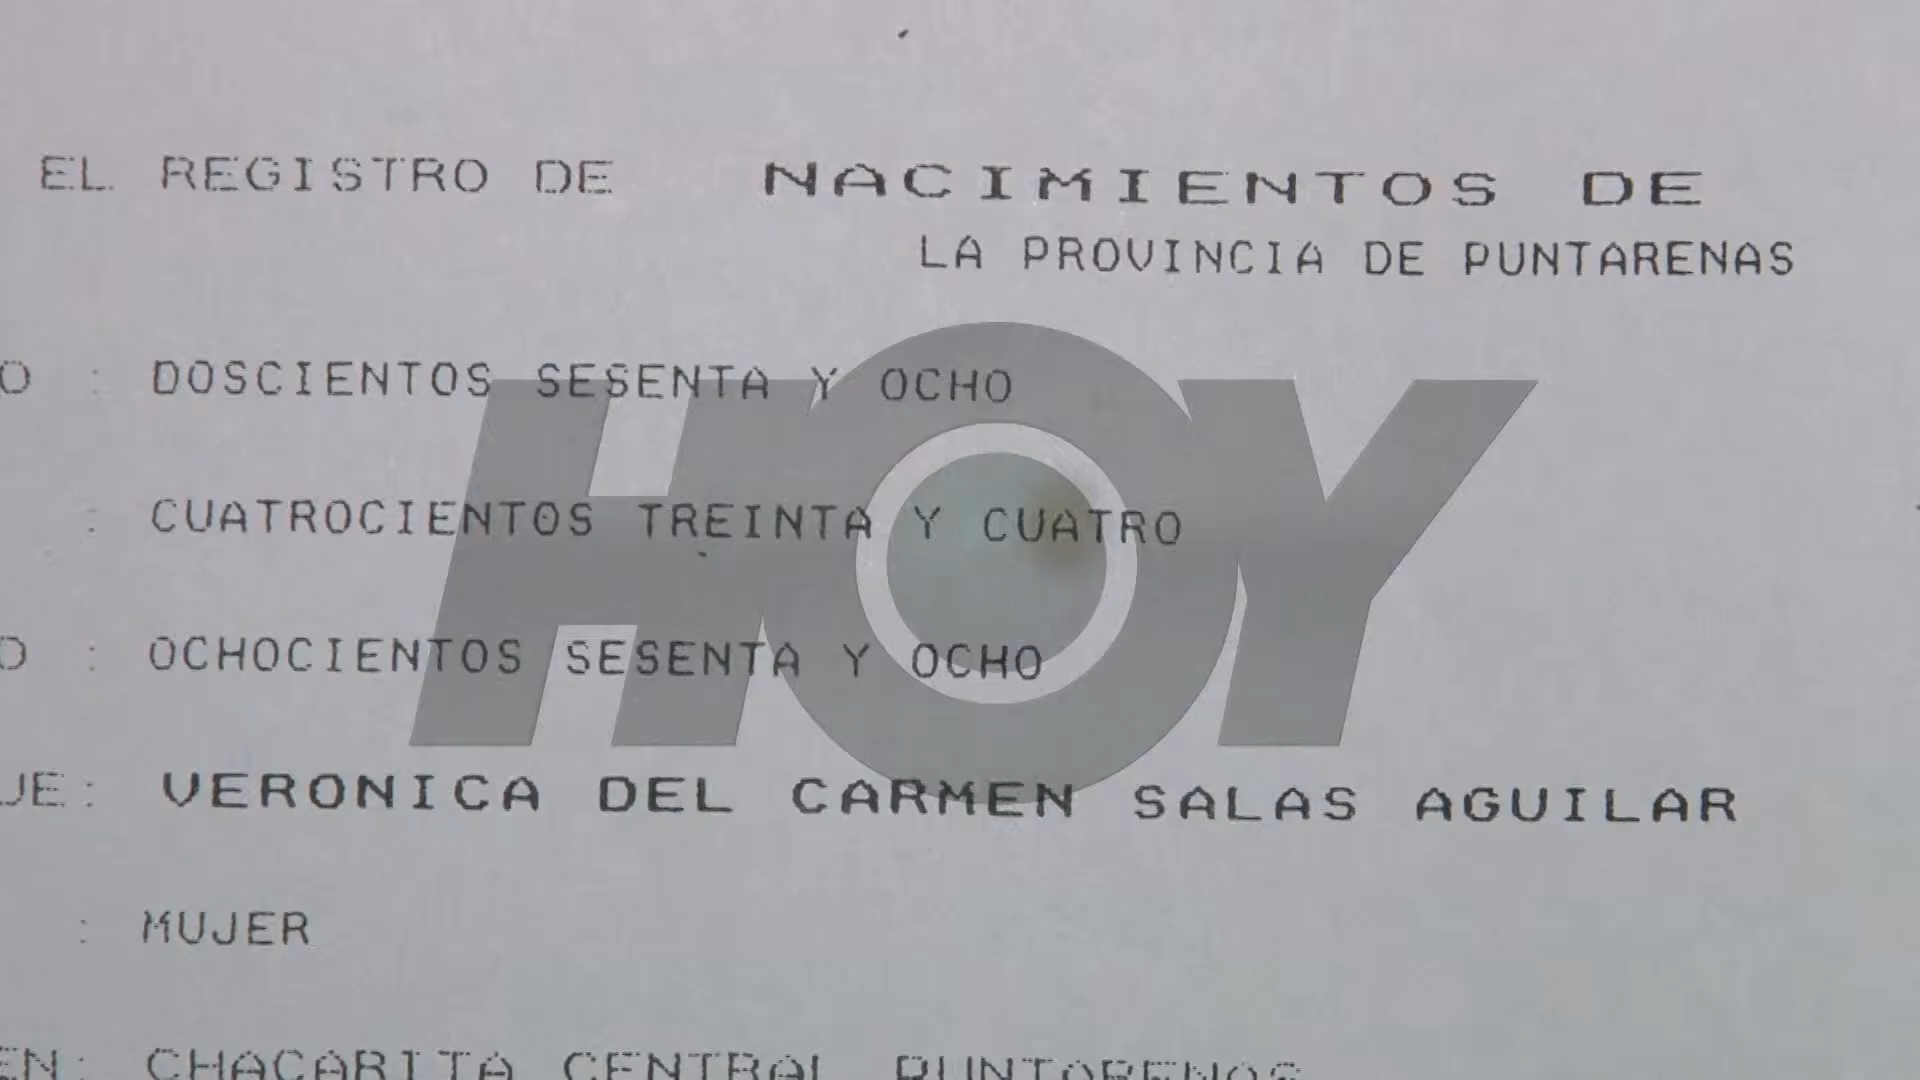 EL REGISTRO DE NACIMIENTOS DE
LA PROVINCIA DE PUNTARENAS
O : DOSCIENTOS SESENTA Y OCHO
: CUATROCIENTOS TREINTA Y CUATRO
O : OCHOCIENTOS SESENTA Y OCHO
JE: VERONICA DEL CARMEN SALAS AGUILAR
: MUJER
EN: CHACARITA CENTRAL PUNTARENAS
HOY